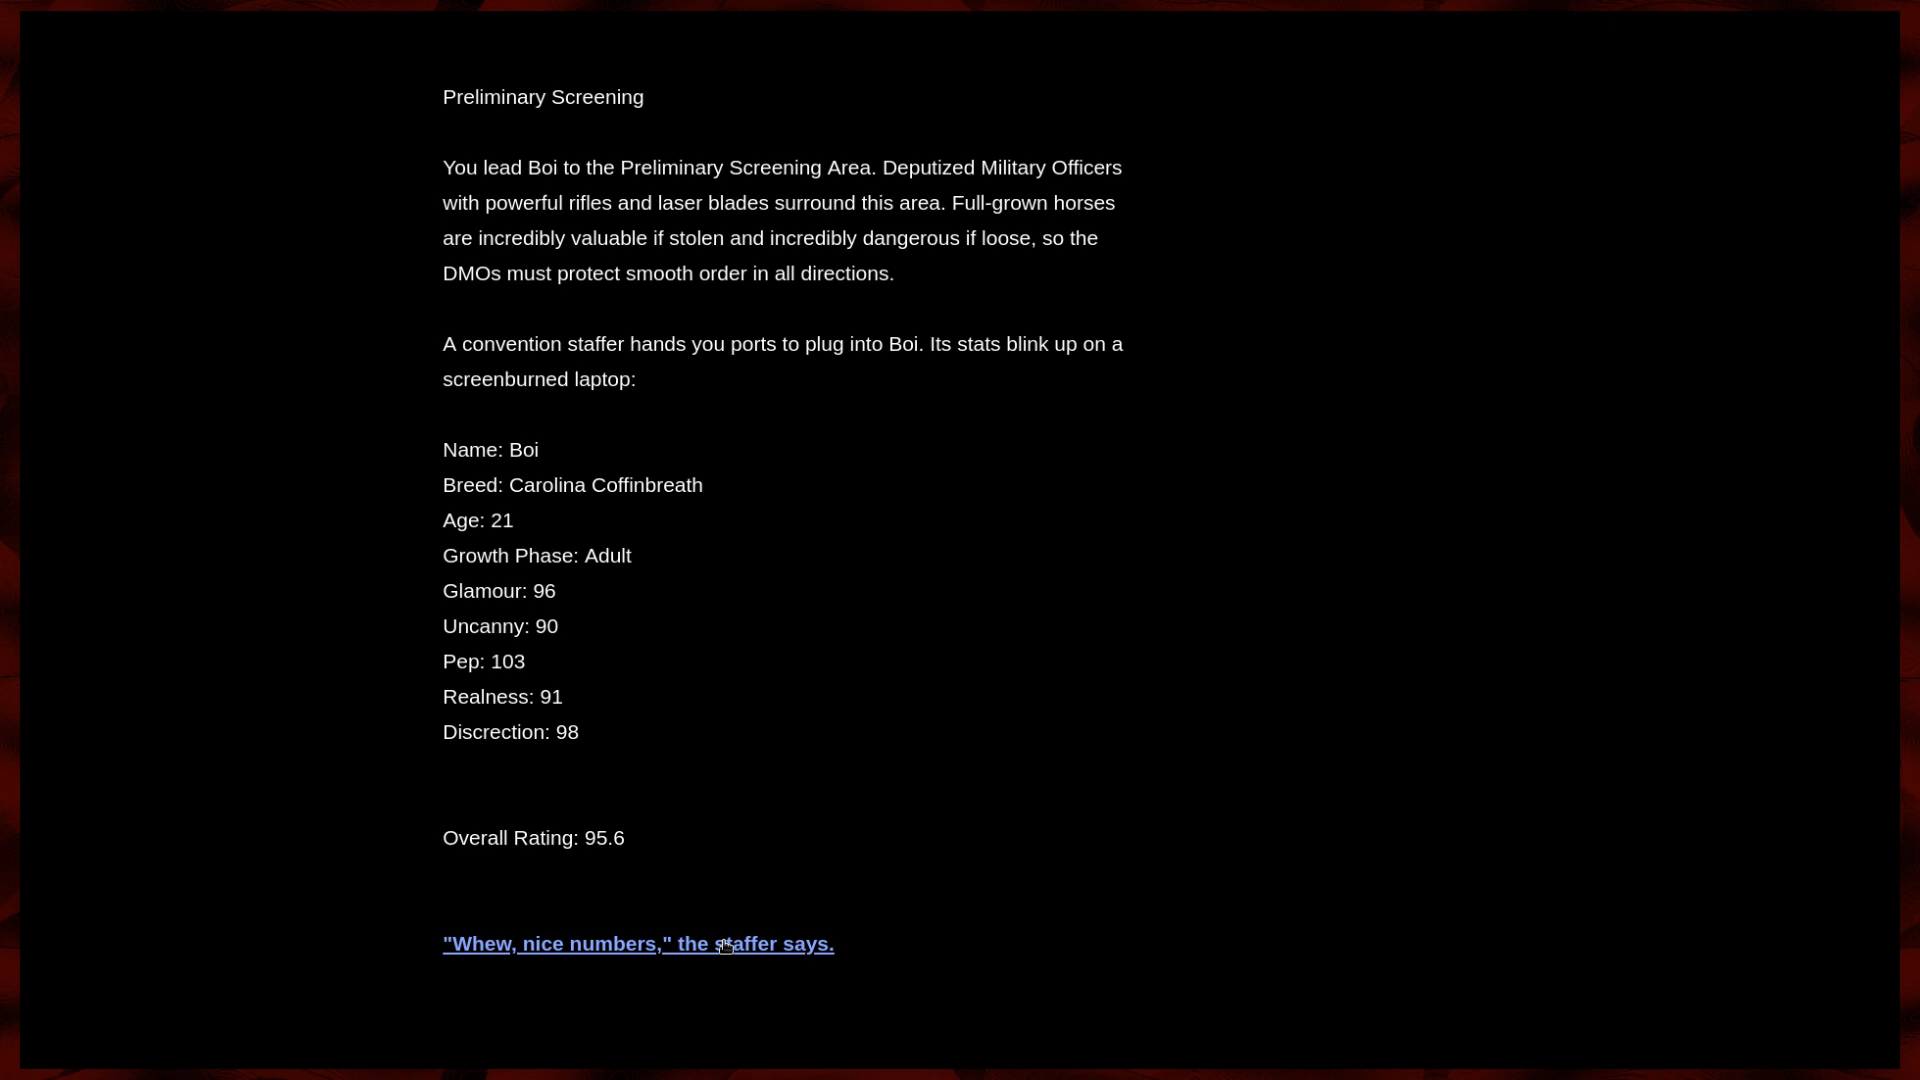 Preliminary Screening
You lead Boi to the Preliminary Screening Area. Deputized Military Officers
with powerful rifles and laser blades surround this area. Full-grown horses
are incredibly valuable if stolen and incredibly dangerous if loose, so the
DMOs must protect smooth order in all directions.
A convention staffer hands you ports to plug into Boi. Its stats blink up on a
screenburned laptop:
Name: Boi
Breed: Carolina Coffinbreath
Age: 21
Growth Phase: Adult
Glamour: 96
Uncanny: 90
Pep: 103
Realness: 91
Discrection: 98
Overall Rating: 95.6
"Whew, nice numbers," the staffer says.